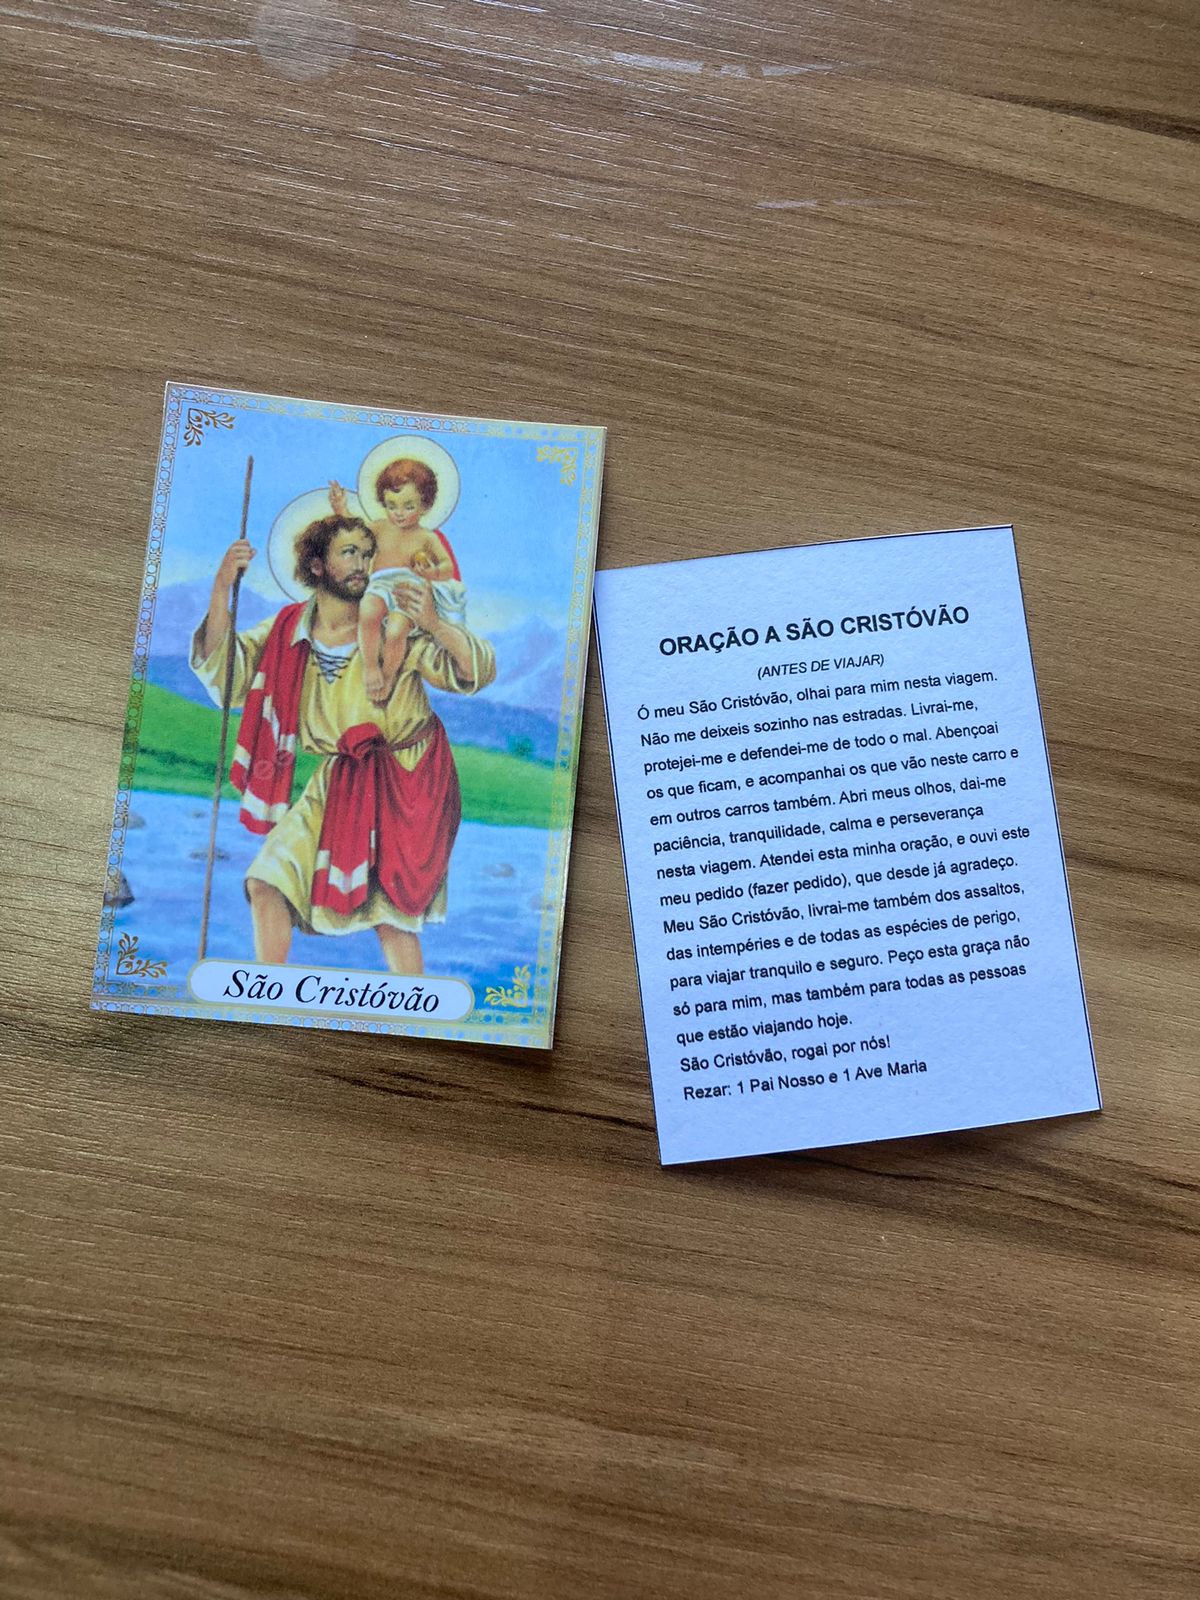 São Cristóvão
ORAÇÃO A SÃO CRISTÓVÃO
(ANTES DE VIAJAR)
Ó meu São Cristóvão, olhai para mim nesta viagem.
Não me deixeis sozinho nas estradas. Livrai-me,
protejei-me e defendei-me de todo o mal. Abençoai
os que ficam, e acompanhai os que vão neste carro e
em outros carros também. Abri meus olhos, dai-me
paciência, tranquilidade, calma e perseverança
nesta viagem. Atendei esta minha oração, e ouvi este
meu pedido (fazer pedido), que desde já agradeço.
Meu São Cristóvão, livrai-me também dos assaltos,
das intempéries e de todas as espécies de perigo,
para viajar tranquilo e seguro. Peço esta graça não
só para mim, mas também para todas as pessoas
que estão viajando hoje.
São Cristóvão, rogai por nós!
Rezar: 1 Pai Nosso e 1 Ave Maria